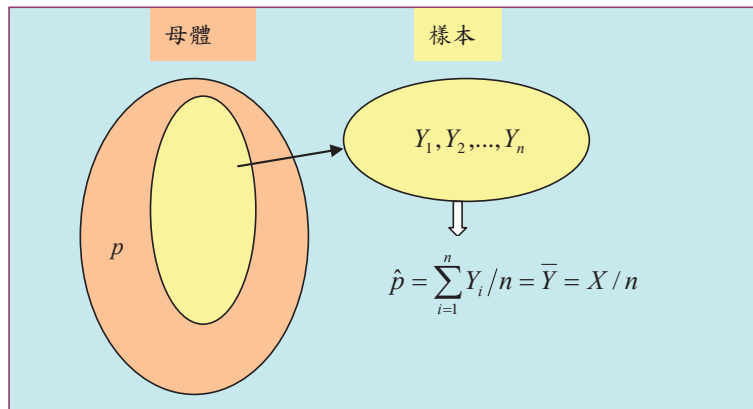 母體
樣本
Y₁, Y₂, ..., Yₙ
p
p̂ = ∑ᵢ₌₁ⁿ Yᵢ/n = Ȳ = X / n